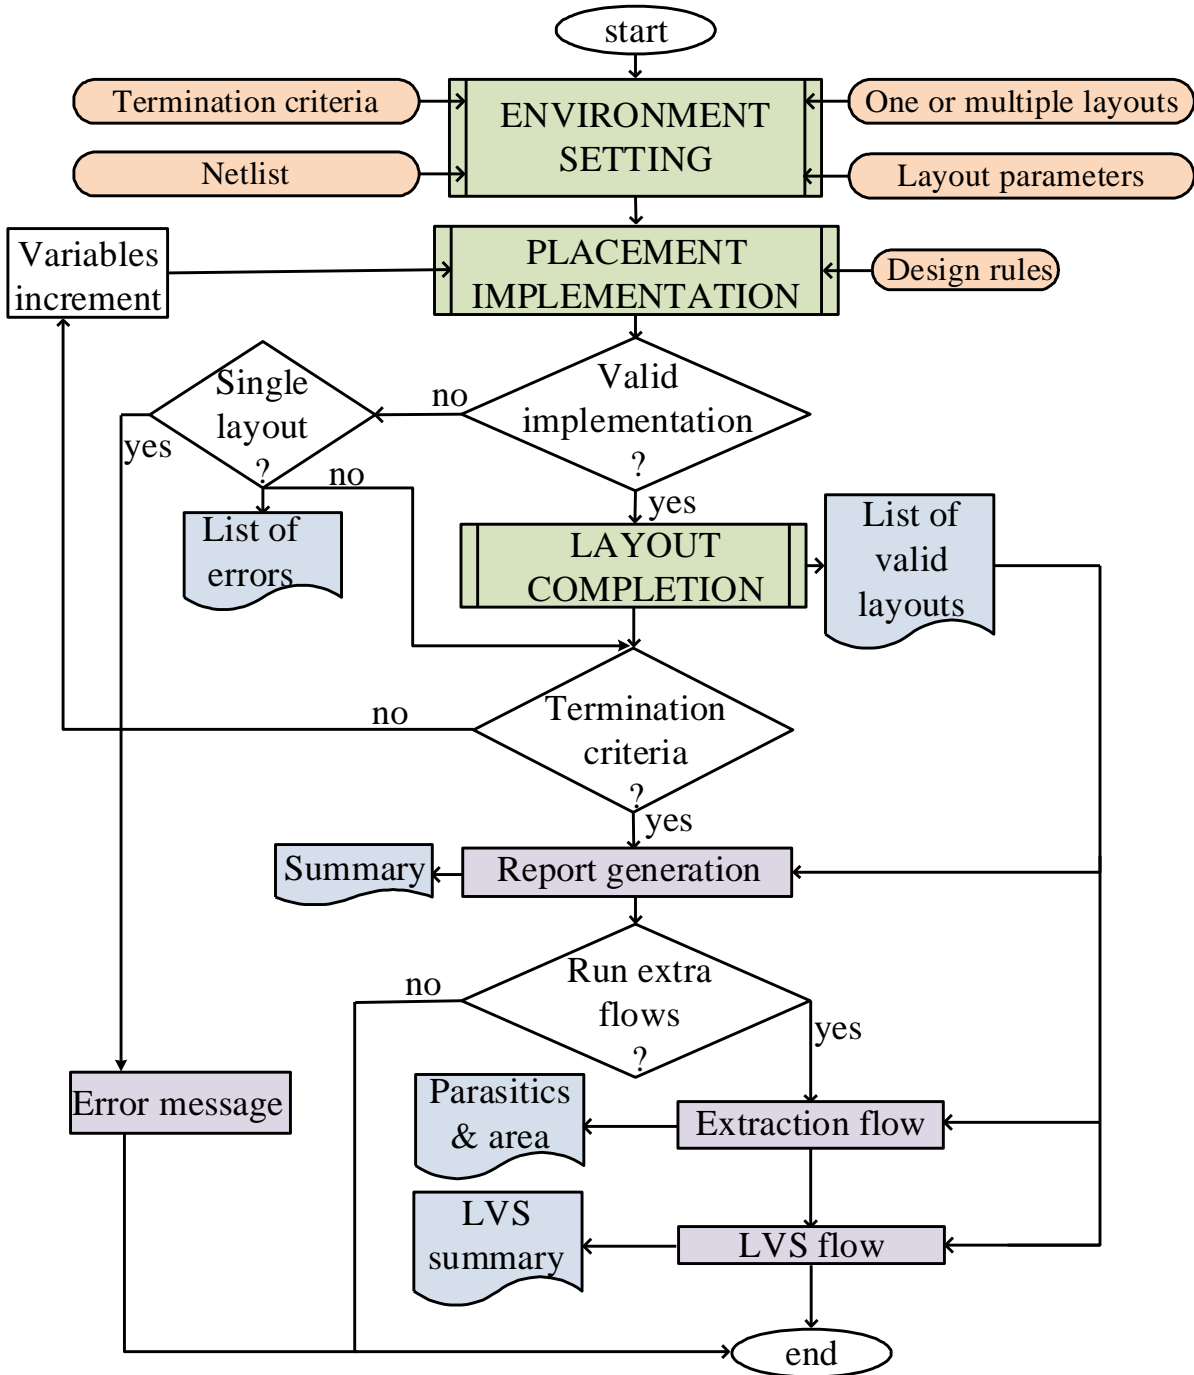 start
Termination criteria
ENVIRONMENT
SETTING
One or multiple layouts
Netlist
Layout parameters
Variables
increment
PLACEMENT
IMPLEMENTATION
Design rules
Single
layout
?
no
Valid
implementation
?
yes
no
yes
List of
errors
LAYOUT
COMPLETION
List of
valid
layouts
no
Termination
criteria
?
yes
Summary
Report generation
no
Run extra
flows
?
yes
Error message
Parasitics
& area
Extraction flow
LVS
summary
LVS flow
end